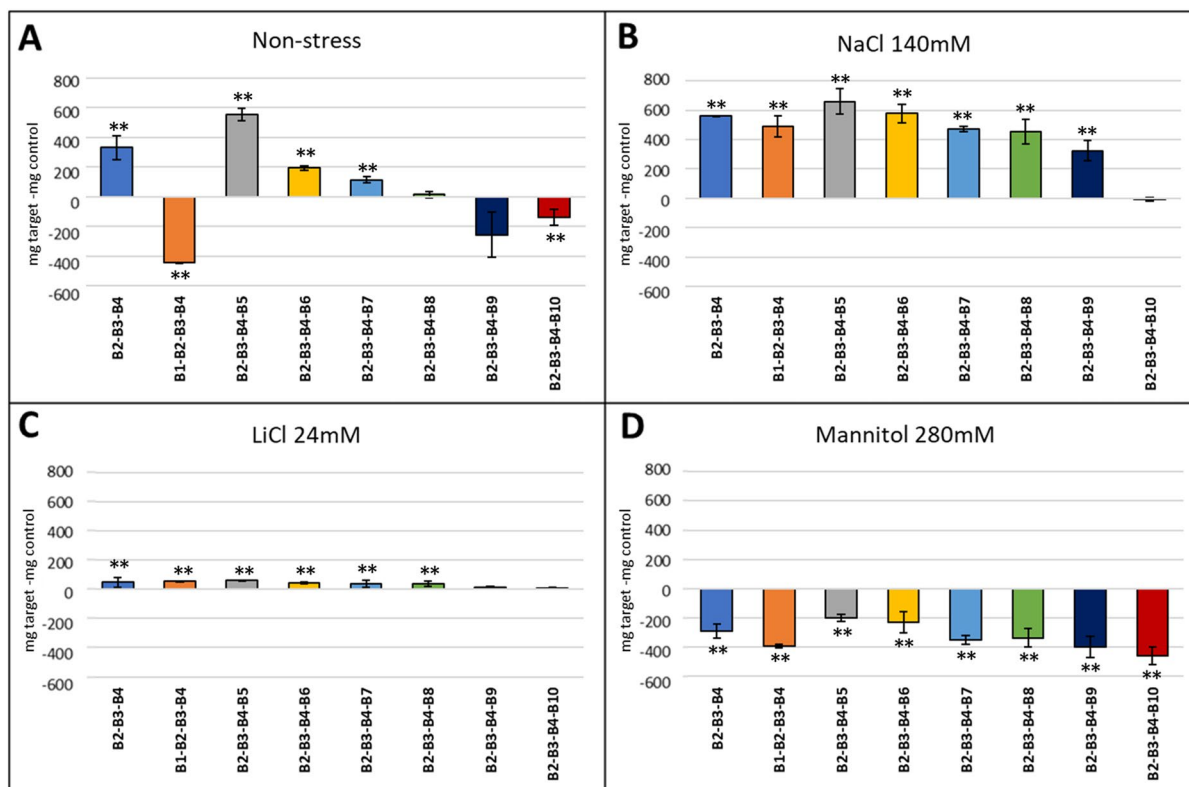 A
Non-stress
mg target -mg control
800
600
400
200
0
-200
-400
-600
**
**
**
**
**
**
B2-B3-B4
B1-B2-B3-B4
B2-B3-B4-B5
B2-B3-B4-B6
B2-B3-B4-B7
B2-B3-B4-B8
B2-B3-B4-B9
B2-B3-B4-B10
B
NaCl 140mM
mg target -mg control
800
600
400
200
0
-200
-400
-600
**
**
**
**
**
**
**
B2-B3-B4
B1-B2-B3-B4
B2-B3-B4-B5
B2-B3-B4-B6
B2-B3-B4-B7
B2-B3-B4-B8
B2-B3-B4-B9
B2-B3-B4-B10
C
LiCl 24mM
mg target -mg control
800
600
400
200
0
-200
-400
-600
**
**
**
**
**
**
B2-B3-B4
B1-B2-B3-B4
B2-B3-B4-B5
B2-B3-B4-B6
B2-B3-B4-B7
B2-B3-B4-B8
B2-B3-B4-B9
B2-B3-B4-B10
D
Mannitol 280mM
mg target -mg control
800
600
400
200
0
-200
-400
-600
**
**
**
**
**
**
**
**
B2-B3-B4
B1-B2-B3-B4
B2-B3-B4-B5
B2-B3-B4-B6
B2-B3-B4-B7
B2-B3-B4-B8
B2-B3-B4-B9
B2-B3-B4-B10